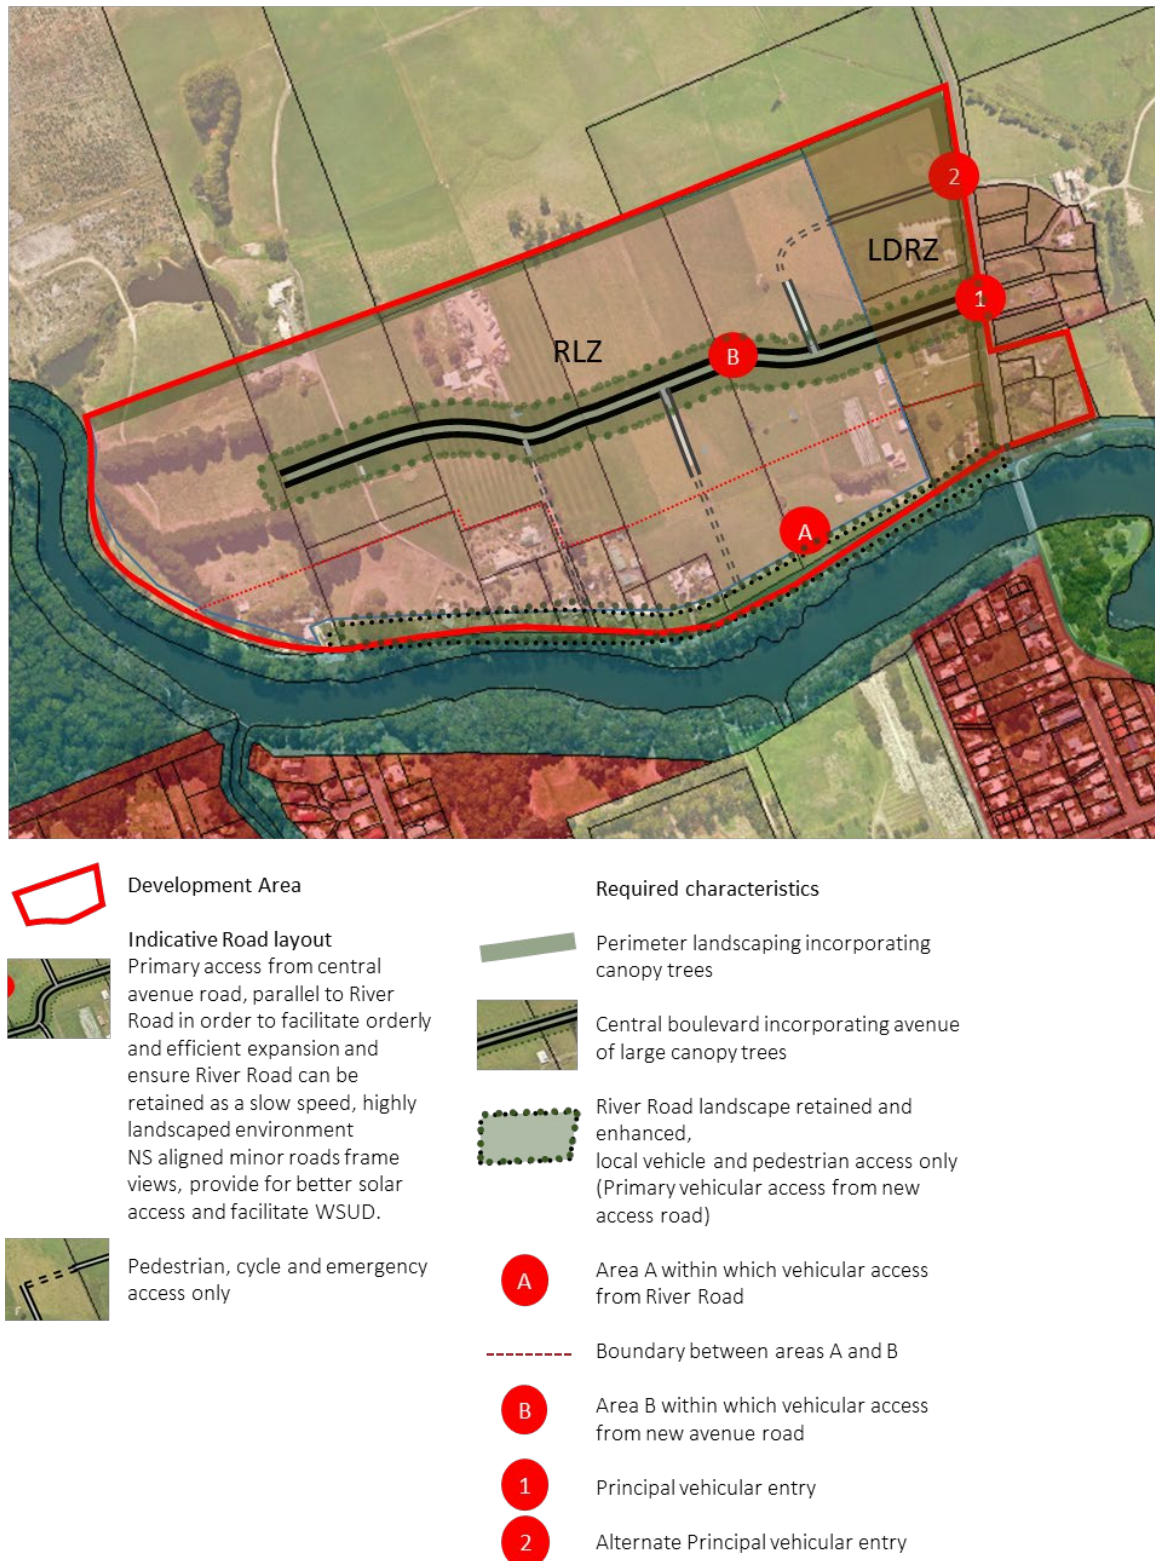 2
LDRZ
1
RLZ
B
A
Development Area
Indicative Road layout
Primary access from central
avenue road, parallel to River
Road in order to facilitate orderly
and efficient expansion and
ensure River Road can be
retained as a slow speed, highly
landscaped environment
NS aligned minor roads frame
views, provide for better solar
access and facilitate WSUD.
Pedestrian, cycle and emergency
access only
Required characteristics
Perimeter landscaping incorporating
canopy trees
Central boulevard incorporating avenue
of large canopy trees
River Road landscape retained and
enhanced,
local vehicle and pedestrian access only
(Primary vehicular access from new
access road)
A
Area A within which vehicular access
from River Road
Boundary between areas A and B
B
Area B within which vehicular access
from new avenue road
1
Principal vehicular entry
2
Alternate Principal vehicular entry